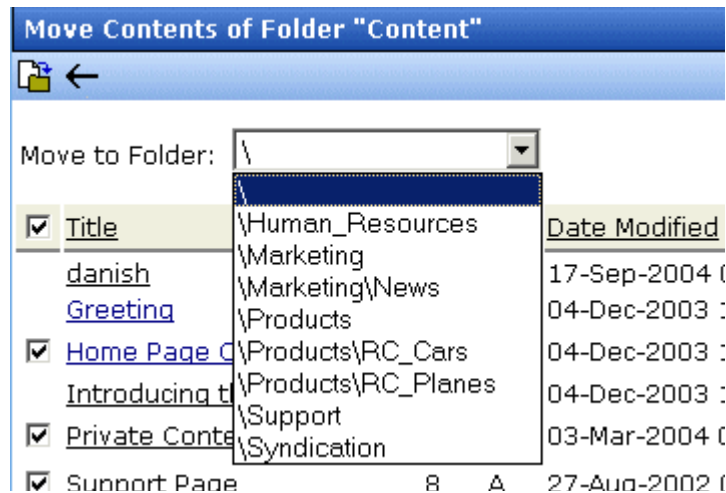 Move Contents of Folder "Content"
Move to Folder: \
\
\Human_Resources
\Marketing
\Marketing\News
\Products
\Products\RC_Cars
\Products\RC_Planes
\Support
\Syndication
Title Date Modified
danish 17-Sep-2004
Greeting 04-Dec-2003
Home Page 04-Dec-2003
Introducing 04-Dec-2003
Private 03-Mar-2004
Support Page 8 A 27-Aug-2002